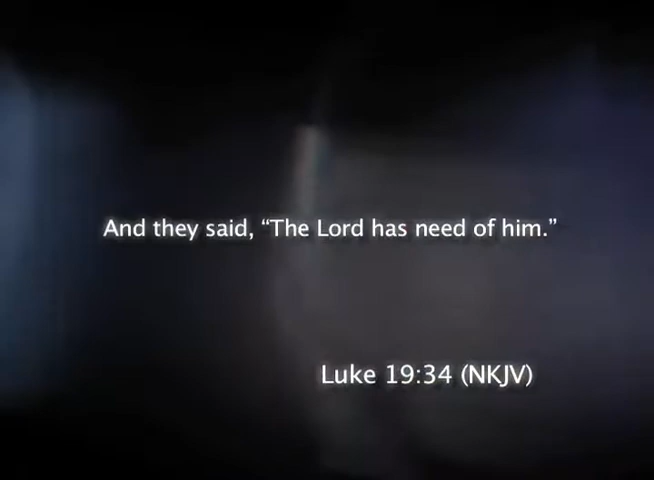 And they said, “The Lord has need of him.”
Luke 19:34 (NKJV)